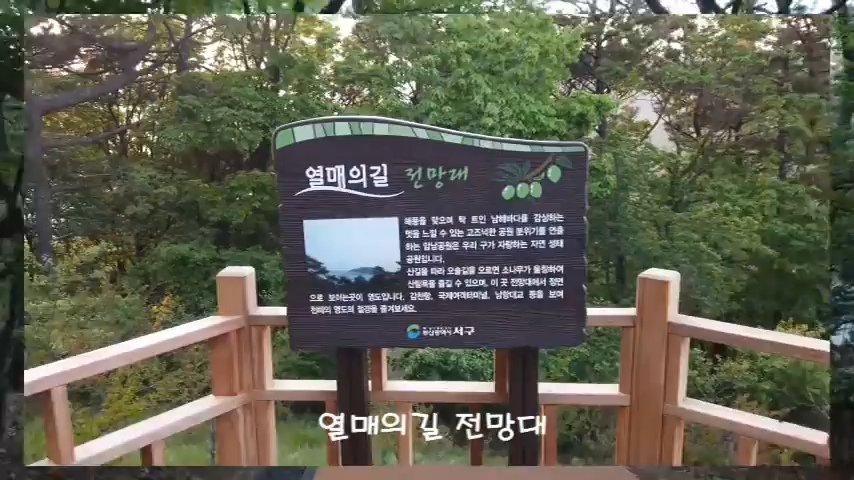 열매의길 전망대
해풍을 맞으며 탁 트인 남해바다를 감상하는
멋을 느낄 수 있는 고즈넉한 공원 분위기를 연출
하는 암남공원은 우리 구가 자랑하는 자연 생태
공원입니다.
산길을 따라 오솔길을 오르면 소나무가 울창하여
산림욕을 즐길 수 있으며, 이 곳 전망대에서 정면
으로 보이는곳이 영도입니다. 감천항, 국제여객터미널, 남항대교 등을 보며
천혜의 영도의 절경을 즐겨보세요.
서구
열매의길 전망대